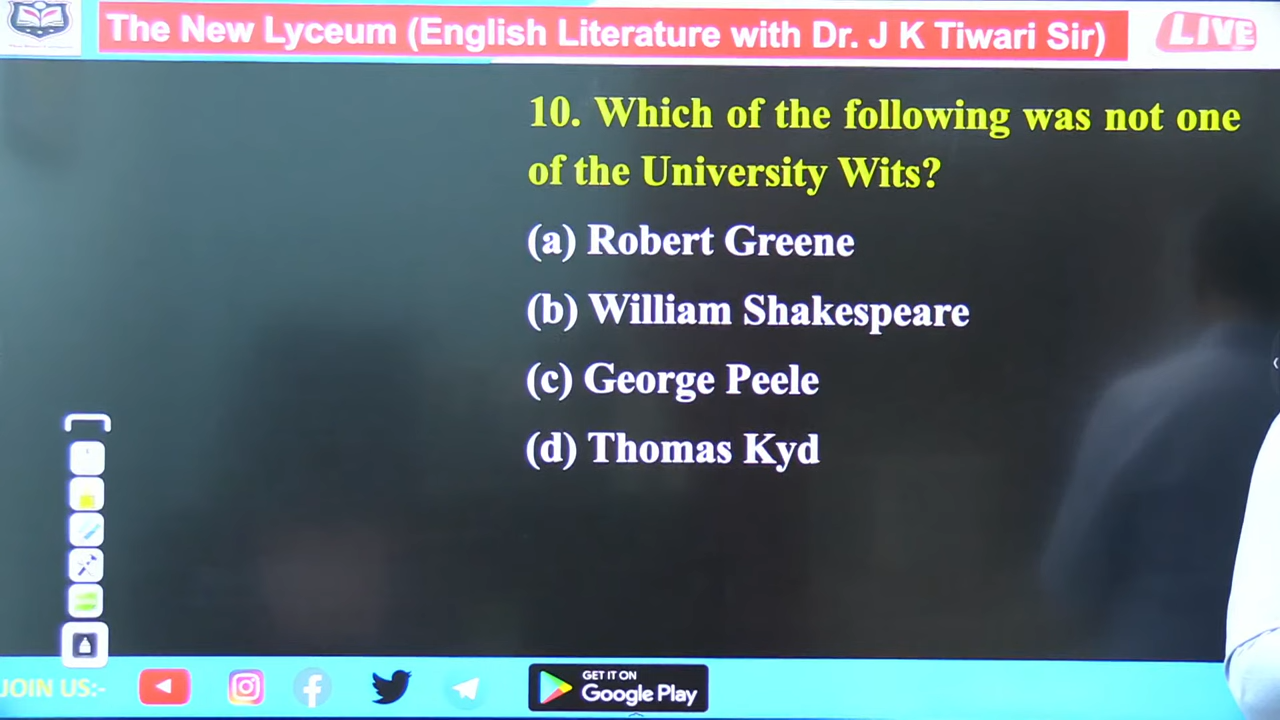 The New Lyceum (English Literature with Dr. J K Tiwari Sir)
LIVE
10. Which of the following was not one
of the University Wits?
(a) Robert Greene
(b) William Shakespeare
(c) George Peele
(d) Thomas Kyd
JOIN US:-
GET IT ON
Google Play